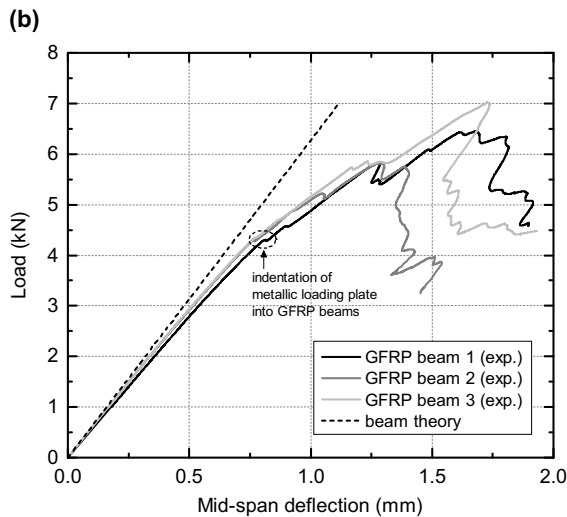 (b)
8
7
6
5
4
3
2
1
0
Load (kN)
indentation of
metallic loading plate
into GFRP beams
GFRP beam 1 (exp.)
GFRP beam 2 (exp.)
GFRP beam 3 (exp.)
beam theory
0.0 0.5 1.0 1.5 2.0
Mid-span deflection (mm)